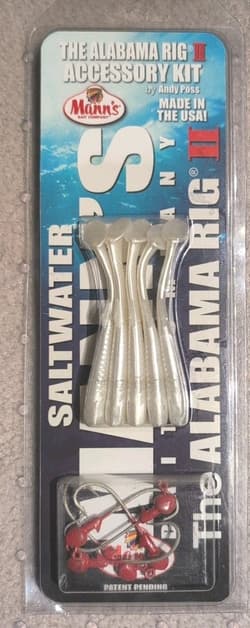 THE ALABAMA RIG® II
ACCESSORY KIT
by Andy Poss
Mann's
BAIT COMPANY
MADE IN
THE USA!
SALTWATER
The ALABAMA RIG® II
PATENT PENDING